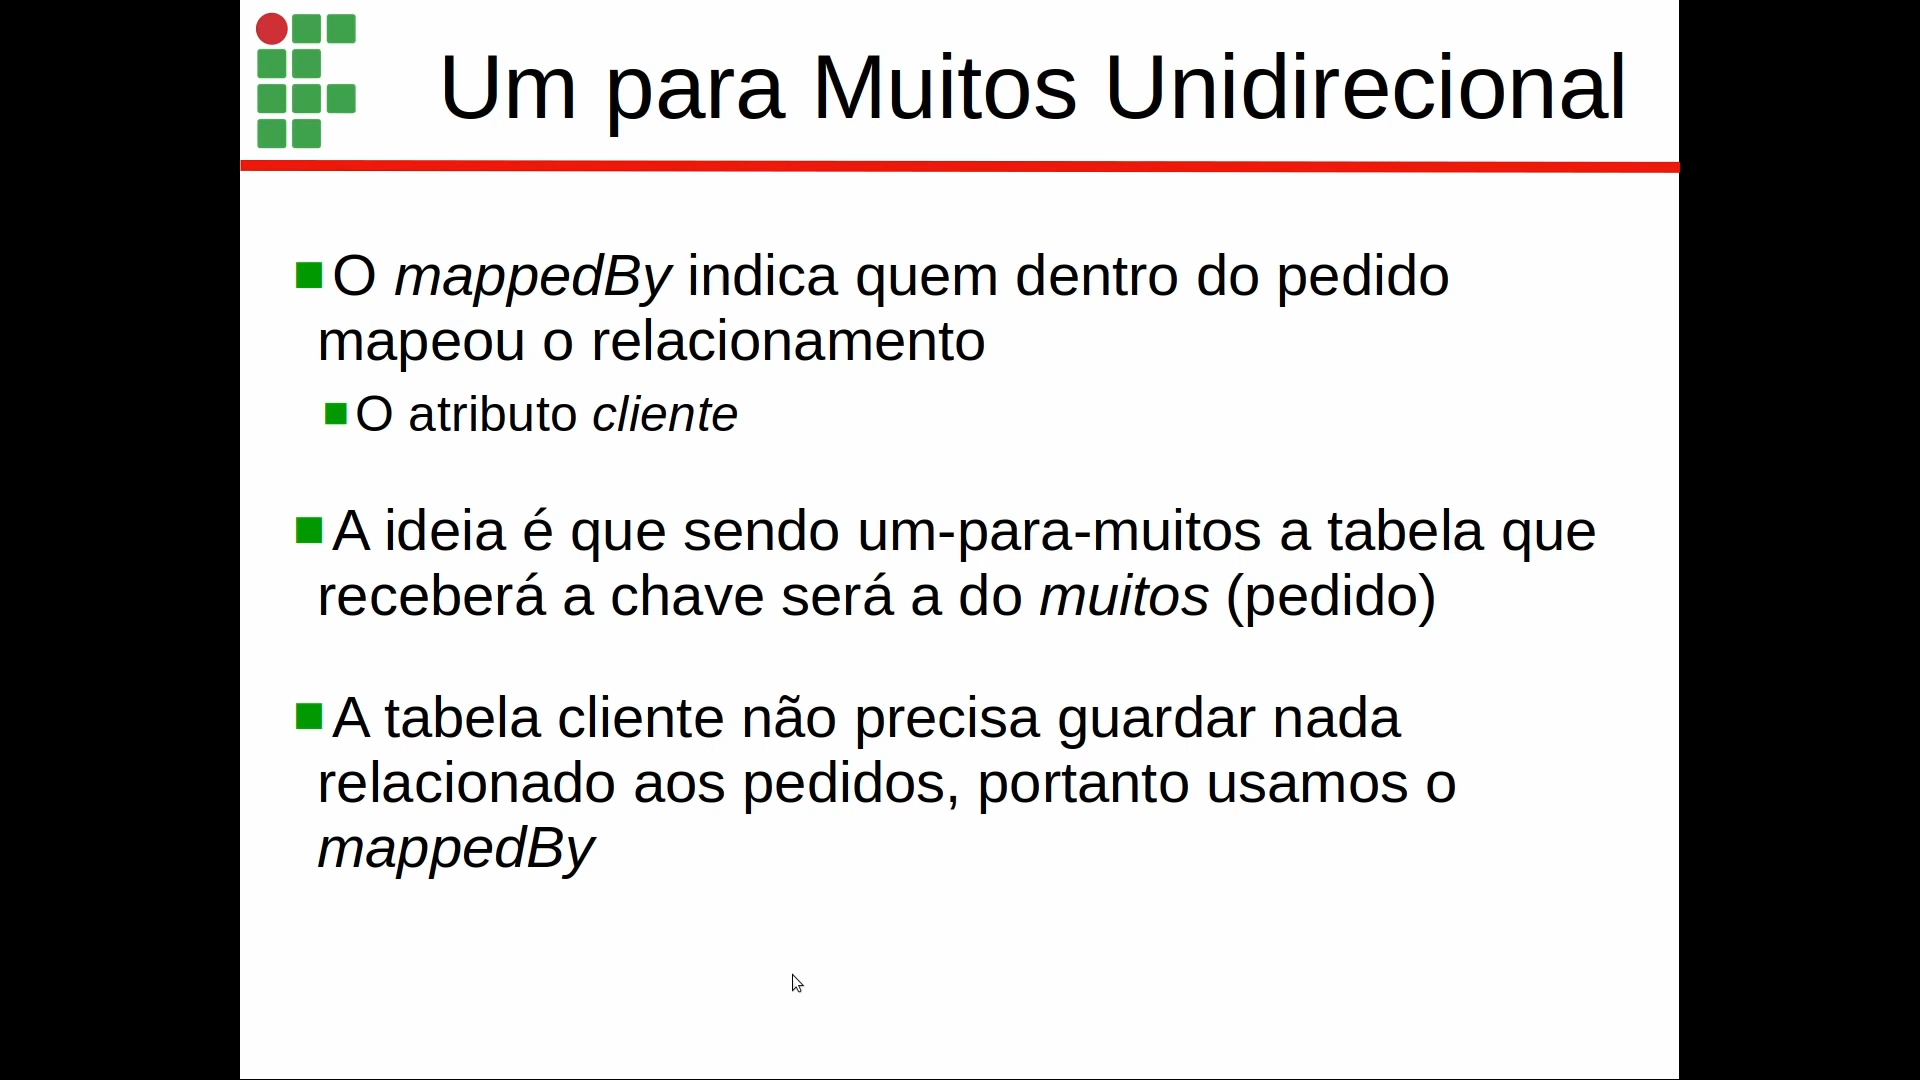 Um para Muitos Unidirecional
O mappedBy indica quem dentro do pedido
mapeou o relacionamento
O atributo cliente
A ideia é que sendo um-para-muitos a tabela que
receberá a chave será a do muitos (pedido)
A tabela cliente não precisa guardar nada
relacionado aos pedidos, portanto usamos o
mappedBy